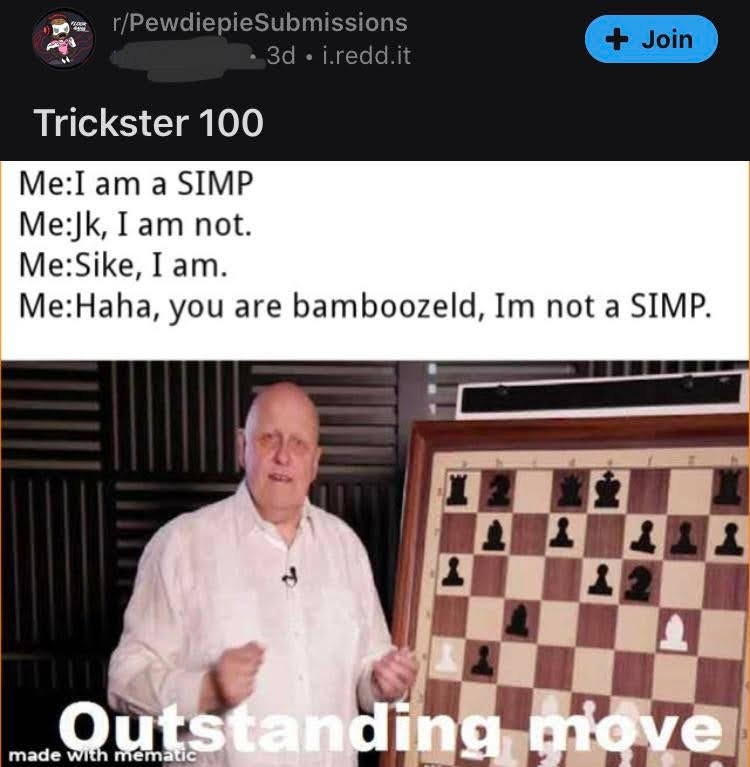 r/PewdiepieSubmissions
• 3d • i.redd.it
+ Join
Trickster 100
Me:I am a SIMP
Me:Jk, I am not.
Me:Sike, I am.
Me:Haha, you are bamboozeld, Im not a SIMP.
Outstanding move
made with mematic